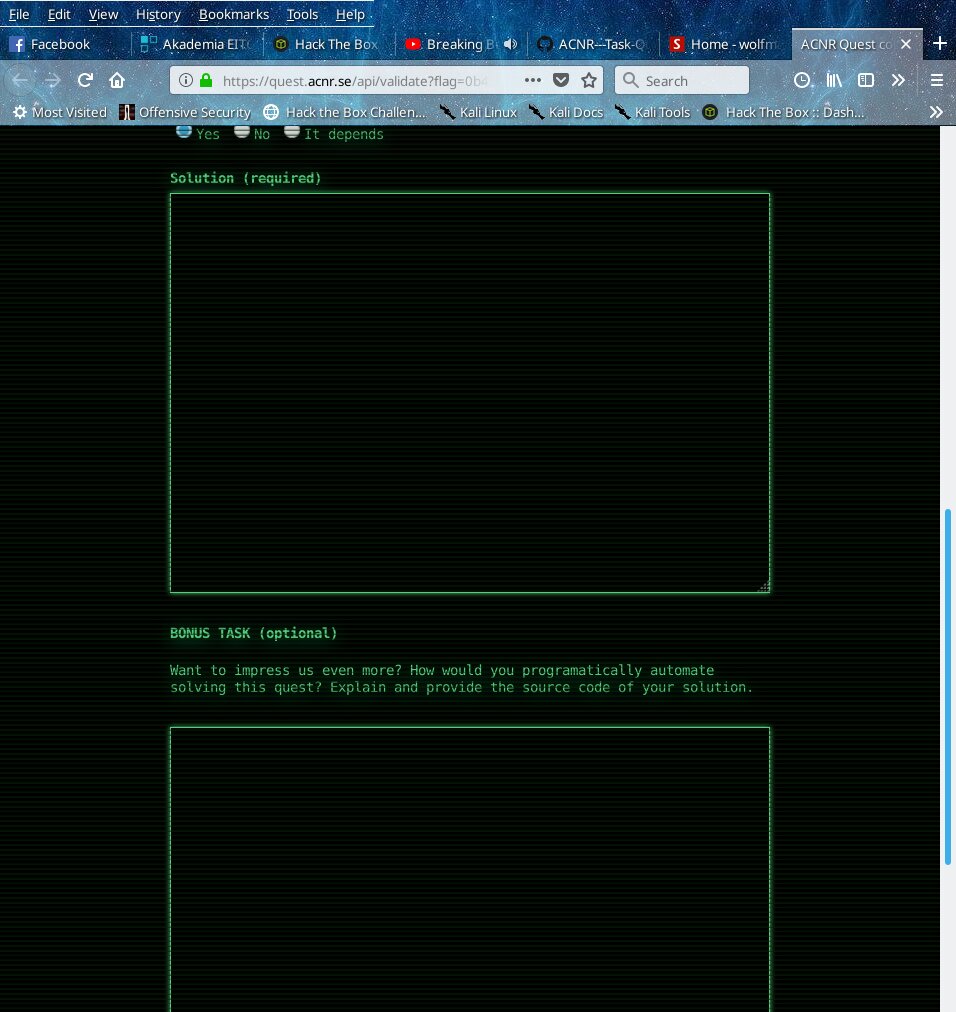 File Edit View History Bookmarks Tools Help
Facebook Akademia EITC Hack The Box Breaking B ACNR--Task-Q Home - wolfm ACNR Quest co
https://quest.acnr.se/api/validate?flag=0b4 Search
Most Visited Offensive Security Hack the Box Challen... Kali Linux Kali Docs Kali Tools Hack The Box :: Dash...
Yes No It depends
Solution (required)
BONUS TASK (optional)
Want to impress us even more? How would you programatically automate
solving this quest? Explain and provide the source code of your solution.